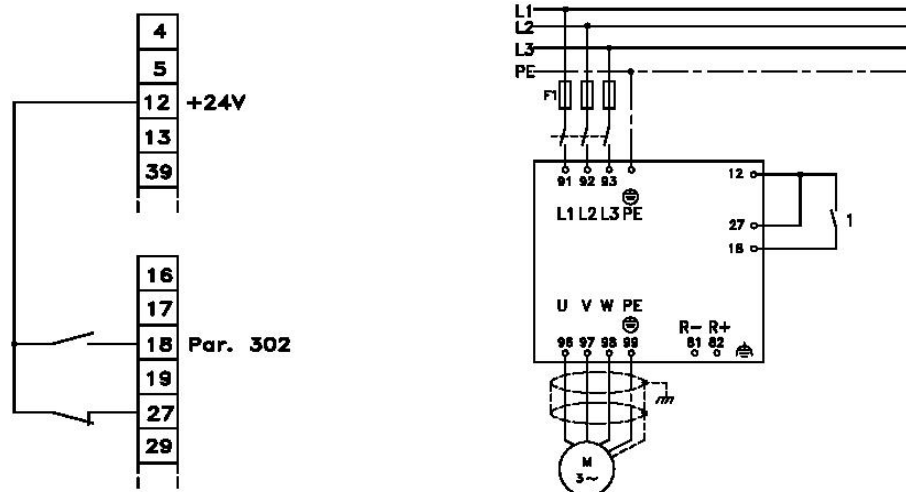 4
5
12 +24V
13
39
16
17
18 Par. 302
19
27
29
L1
L2
L3
PE
F1
91 92 93
L1 L2 L3 PE
12
27
18
1
U V W PE
96 97 98 99
R- R+
81 82
M
3~